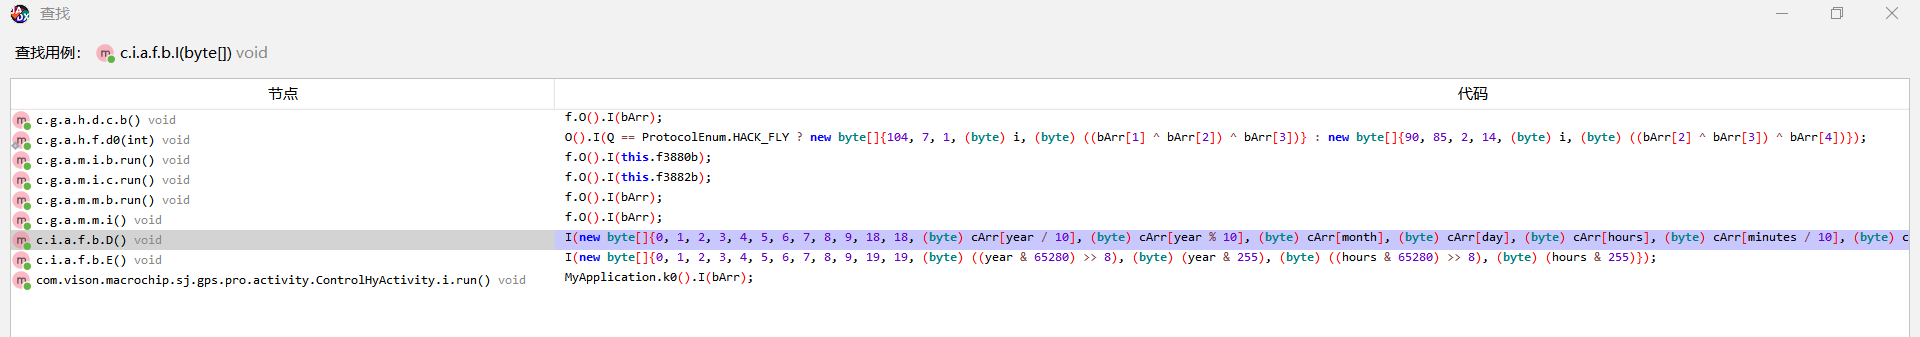 查找
查找用例： m c.i.a.f.b.I(byte[]) void
节点 代码
m c.g.a.h.d.c.b() void f.O().I(bArr);
m c.g.a.h.f.d0(int) void O().I(Q == ProtocolEnum.HACK_FLY ? new byte[]{104, 7, 1, (byte) i, (byte) ((bArr[1] ^ bArr[2]) ^ bArr[3])} : new byte[]{90, 85, 2, 14, (byte) i, (byte) ((bArr[2] ^ bArr[3]) ^ bArr[4])});
m c.g.a.m.i.b.run() void f.O().I(this.f3880b);
m c.g.a.m.i.c.run() void f.O().I(this.f3882b);
m c.g.a.m.m.b.run() void f.O().I(bArr);
m c.g.a.m.m.i() void f.O().I(bArr);
m c.i.a.f.b.D() void I(new byte[]{0, 1, 2, 3, 4, 5, 6, 7, 8, 9, 18, 18, (byte) cArr[year / 10], (byte) cArr[year % 10], (byte) cArr[month], (byte) cArr[day], (byte) cArr[hours], (byte) cArr[minutes / 10], (byte) c
m c.i.a.f.b.E() void I(new byte[]{0, 1, 2, 3, 4, 5, 6, 7, 8, 9, 19, 19, (byte) ((year & 65280) >> 8), (byte) (year & 255), (byte) ((hours & 65280) >> 8), (byte) (hours & 255)});
m com.vison.macrochip.sj.gps.pro.activity.ControlHyActivity.i.run() void MyApplication.k0().I(bArr);